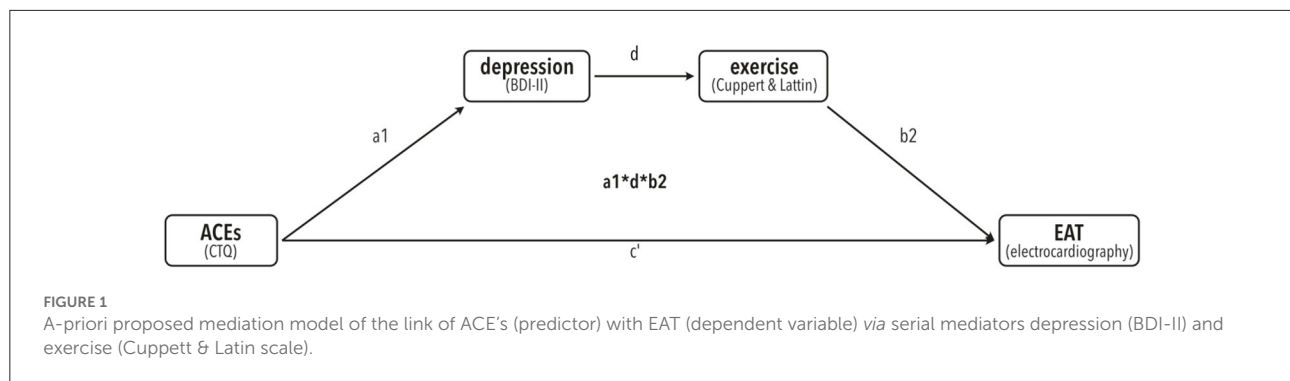 d
depression
(BDI-II)
exercise
(Cuppert & Lattin)
a1
b2
a1*d*b2
ACEs
(CTQ)
EAT
(electrocardiography)
c'
FIGURE 1
A-priori proposed mediation model of the link of ACE's (predictor) with EAT (dependent variable) via serial mediators depression (BDI-II) and
exercise (Cuppett & Latin scale).